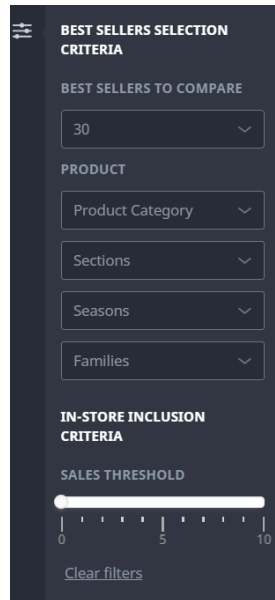 BEST SELLERS SELECTION
CRITERIA
BEST SELLERS TO COMPARE
30
PRODUCT
Product Category
Sections
Seasons
Families
IN-STORE INCLUSION
CRITERIA
SALES THRESHOLD
0 5 10
Clear filters